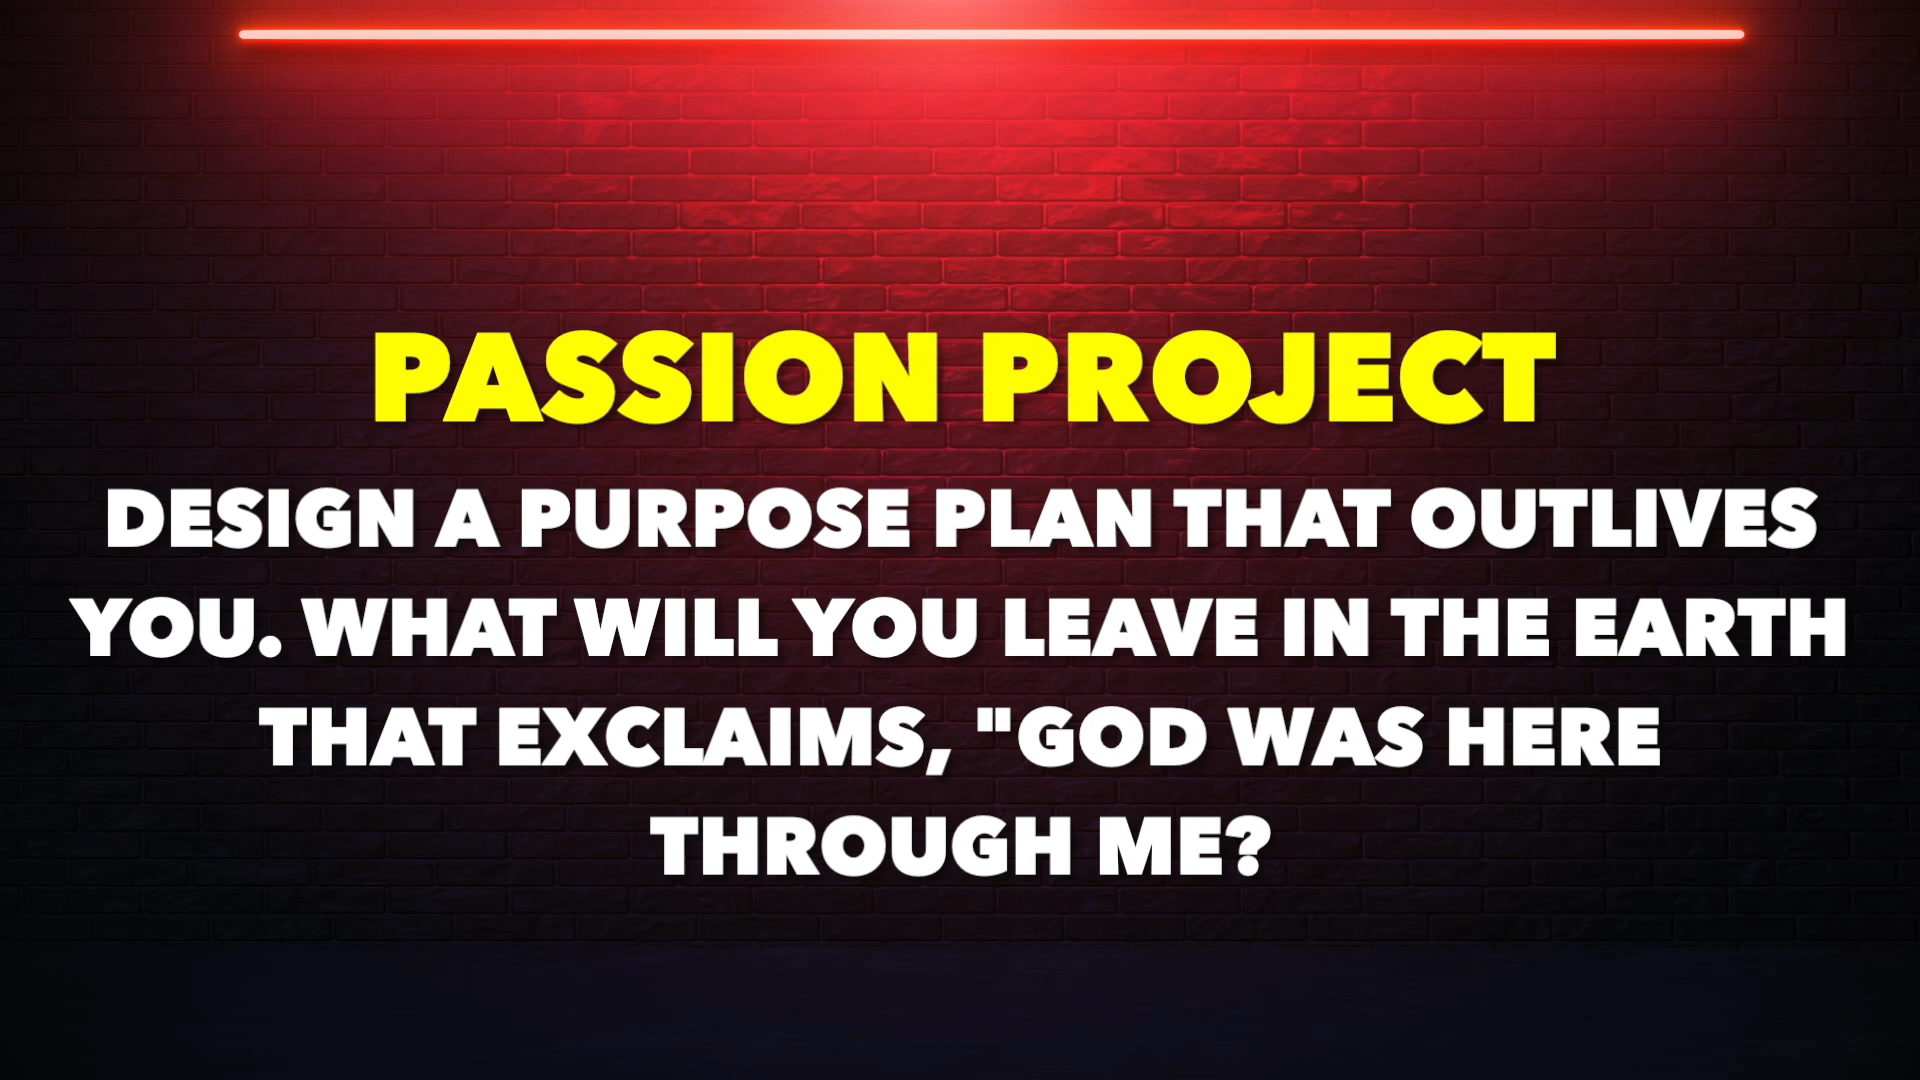 PASSION PROJECT
DESIGN A PURPOSE PLAN THAT OUTLIVES
YOU. WHAT WILL YOU LEAVE IN THE EARTH
THAT EXCLAIMS, "GOD WAS HERE
THROUGH ME?